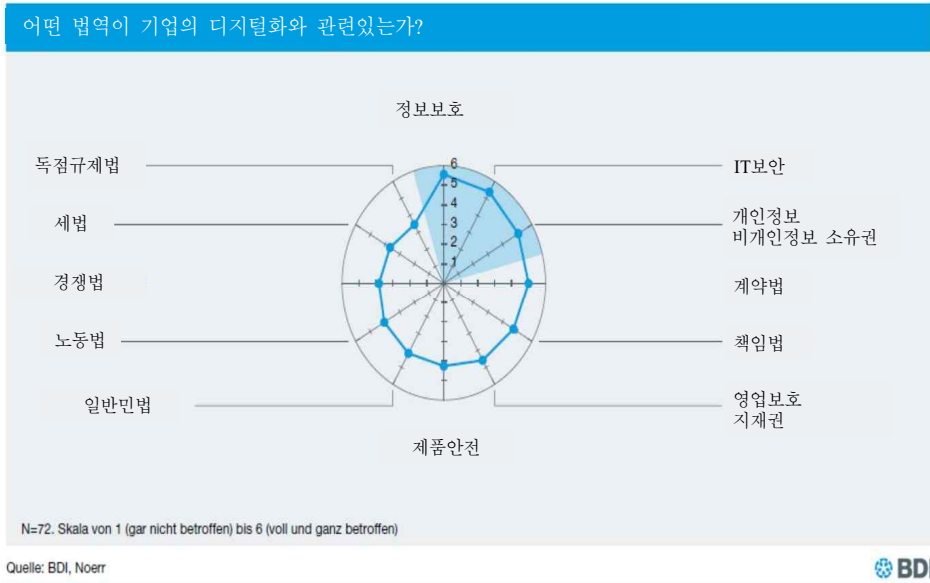 어떤 법역이 기업의 디지털화와 관련있는가?
정보보호
독점규제법
IT보안
세법
개인정보
비개인정보 소유권
경쟁법
계약법
노동법
책임법
일반민법
영업보호
지재권
제품안전
6
5
4
3
2
1
N=72. Skala von 1 (gar nicht betroffen) bis 6 (voll und ganz betroffen)
Quelle: BDI, Noerr
BDI